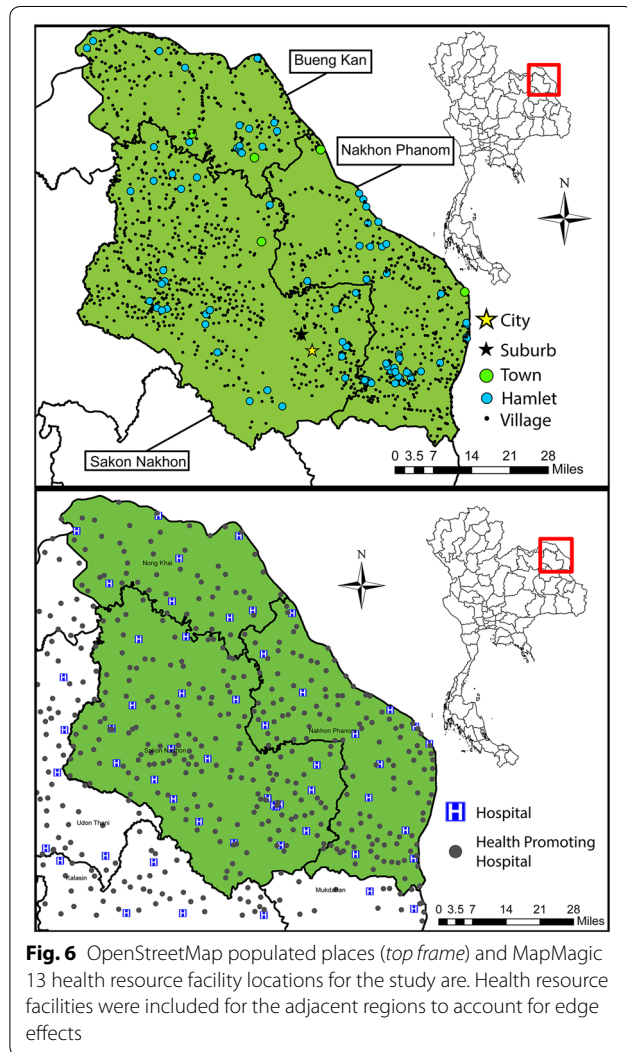 Bueng Kan
Nakhon Phanom
N
City
Suburb
Town
Hamlet
Village
Sakon Nakhon
0 3.5 7 14 21 28
Miles
N
Nong Khai
Nakhon Phanom
Sakon Nakhon
H Hospital
Health Promoting
Hospital
Udon Thani
Kalasin
Mukdahan
0 3.5 7 14 21 28
Miles
Fig. 6 OpenStreetMap populated places (top frame) and MapMagic
13 health resource facility locations for the study are. Health resource
facilities were included for the adjacent regions to account for edge
effects